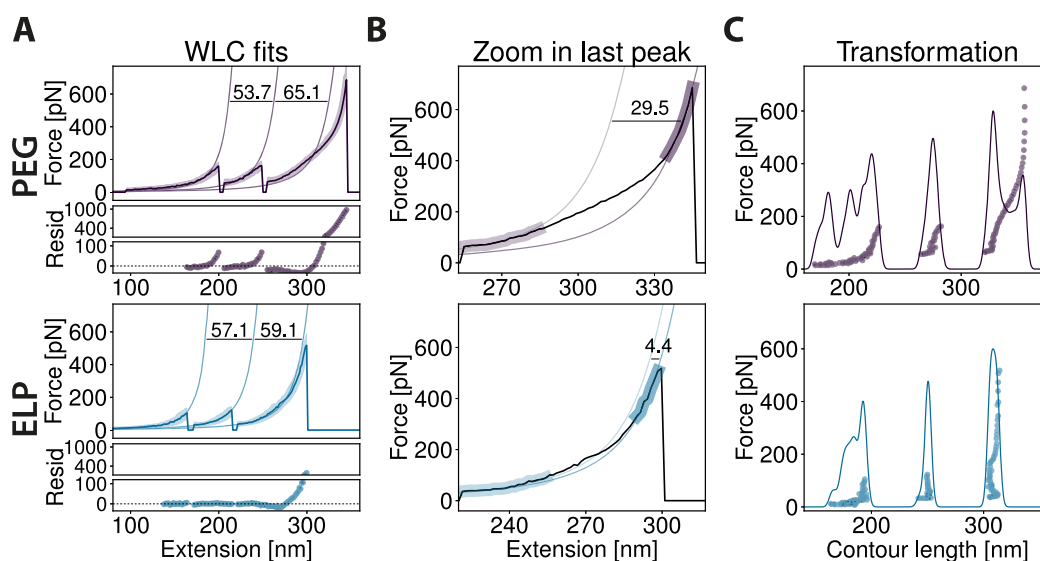 A
B
C
WLC fits
Zoom in last peak
Transformation
PEG
Force [pN]
600
400
200
0
53.7
65.1
Resid
1000
400
100
0
200
300
Force [pN]
600
400
200
0
29.5
270
300
330
Force [pN]
600
400
200
0
200
300
ELP
Force [pN]
600
400
200
0
57.1
59.1
Resid
1000
400
100
0
100
200
300
Extension [nm]
Force [pN]
600
400
200
0
4.4
240
270
300
Extension [nm]
Force [pN]
600
400
200
0
200
300
Contour length [nm]